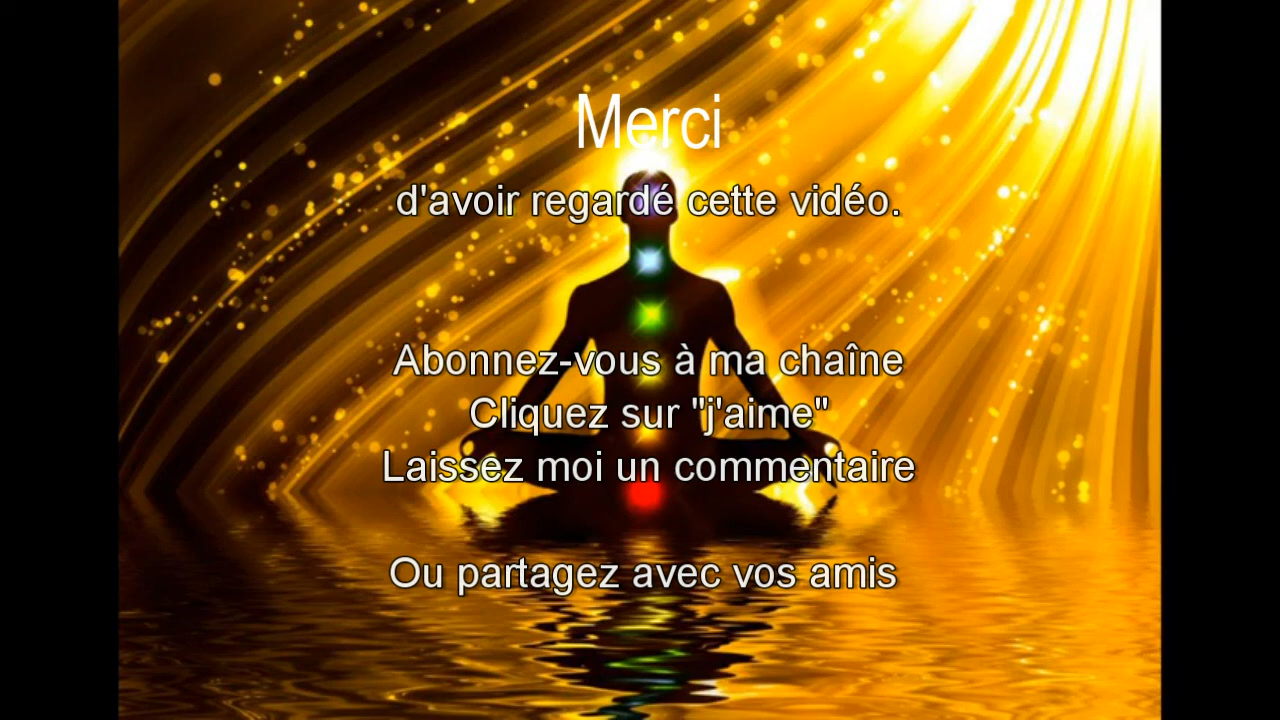 Merci
d'avoir regardé cette vidéo.
Abonnez-vous à ma chaîne
Cliquez sur "j'aime"
Laissez moi un commentaire
Ou partagez avec vos amis